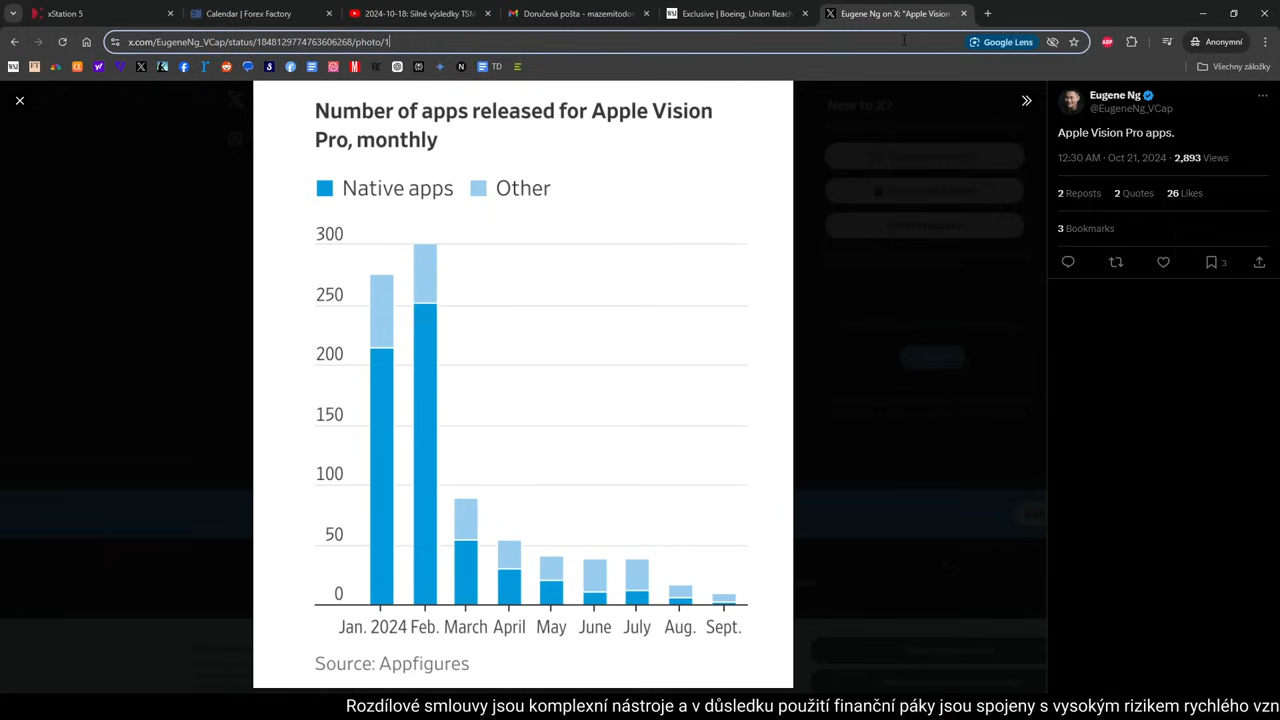 xStation 5
Calendar | Forex Factory
2024-10-18: Silné výsledky TSM
Doručená pošta - mazemitodoc
Exclusive | Boeing, Union Reach
Eugene Ng on X: "Apple Vision
x.com/EugeneNg_VCap/status/1848129774763606268/photo/1
Google Lens
Anonymní
TD
Všechny záložky
Number of apps released for Apple Vision
Pro, monthly
Native apps
Other
300
250
200
150
100
50
0
Jan. 2024 Feb. March April May June July Aug. Sept.
Source: Appfigures
New to X?
Eugene Ng
@EugeneNg_VCap
Apple Vision Pro apps.
12:30 AM · Oct 21, 2024 · 2,893 Views
2 Reposts 2 Quotes 26 Likes
3 Bookmarks
3
Rozdílové smlouvy jsou komplexní nástroje a v důsledku použití finanční páky jsou spojeny s vysokým rizikem rychlého vzn